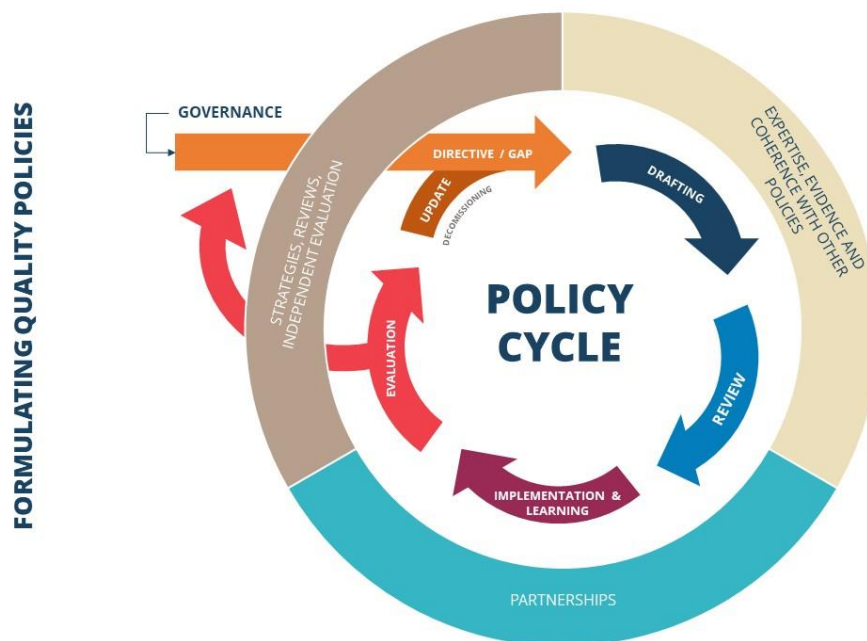 FORMULATING QUALITY POLICIES
GOVERNANCE
DIRECTIVE / GAP
UPDATE
DECOMISSIONING
DRAFTING
EXPERTISE, EVIDENCE AND
COHERENCE WITH OTHER
POLICIES
STRATEGIES, REVIEWS,
INDEPENDENT EVALUATION
POLICY
CYCLE
EVALUATION
REVIEW
IMPLEMENTATION &
LEARNING
PARTNERSHIPS